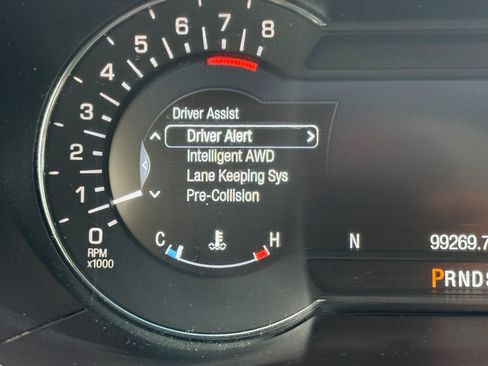 8
7
6
5
4
3
2
1
0
RPM
x1000
Driver Assist
Driver Alert
Intelligent AWD
Lane Keeping Sys
Pre-Collision
C H
N 99269.7
PRNDS